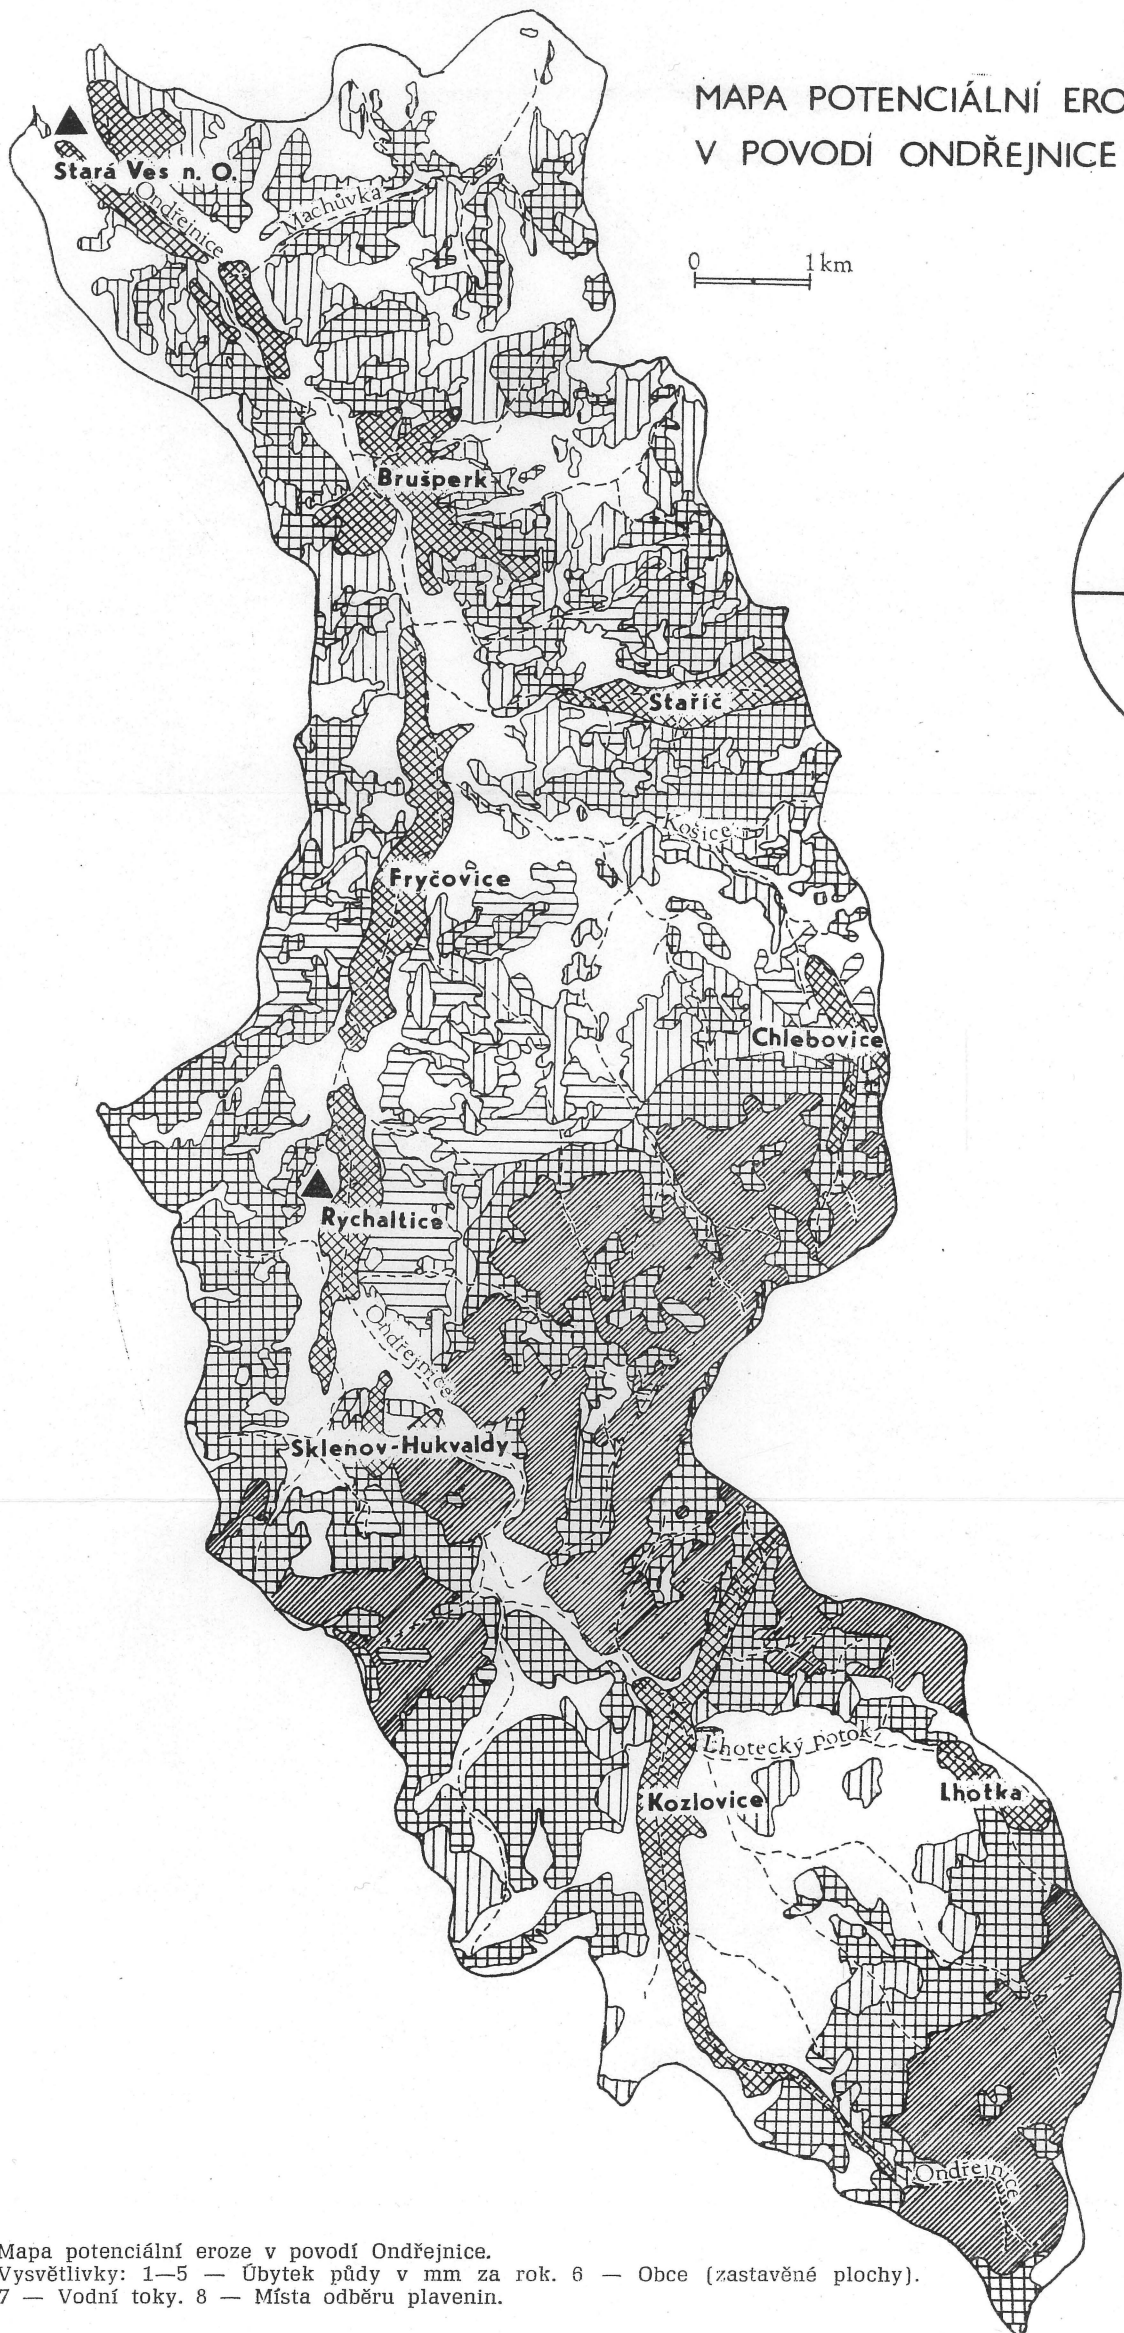 MAPA POTENCIÁLNÍ ERO
V POVODÍ ONDŘEJNICE
0 1 km
Stará Ves n. O.
Ondřejnice
Machůvka
Brušperk
Staříč
Košice
Fryčovice
Chlebovice
Rychaltice
Ondřejnice
Sklenov-Hukvaldy
Lhotecký potok
Kozlovice
Lhotka
Ondřejnice
Mapa potenciální eroze v povodí Ondřejnice.
Vysvětlivky: 1—5 — Úbytek půdy v mm za rok. 6 — Obce (zastavěné plochy).
7 — Vodní toky. 8 — Místa odběru plavenin.